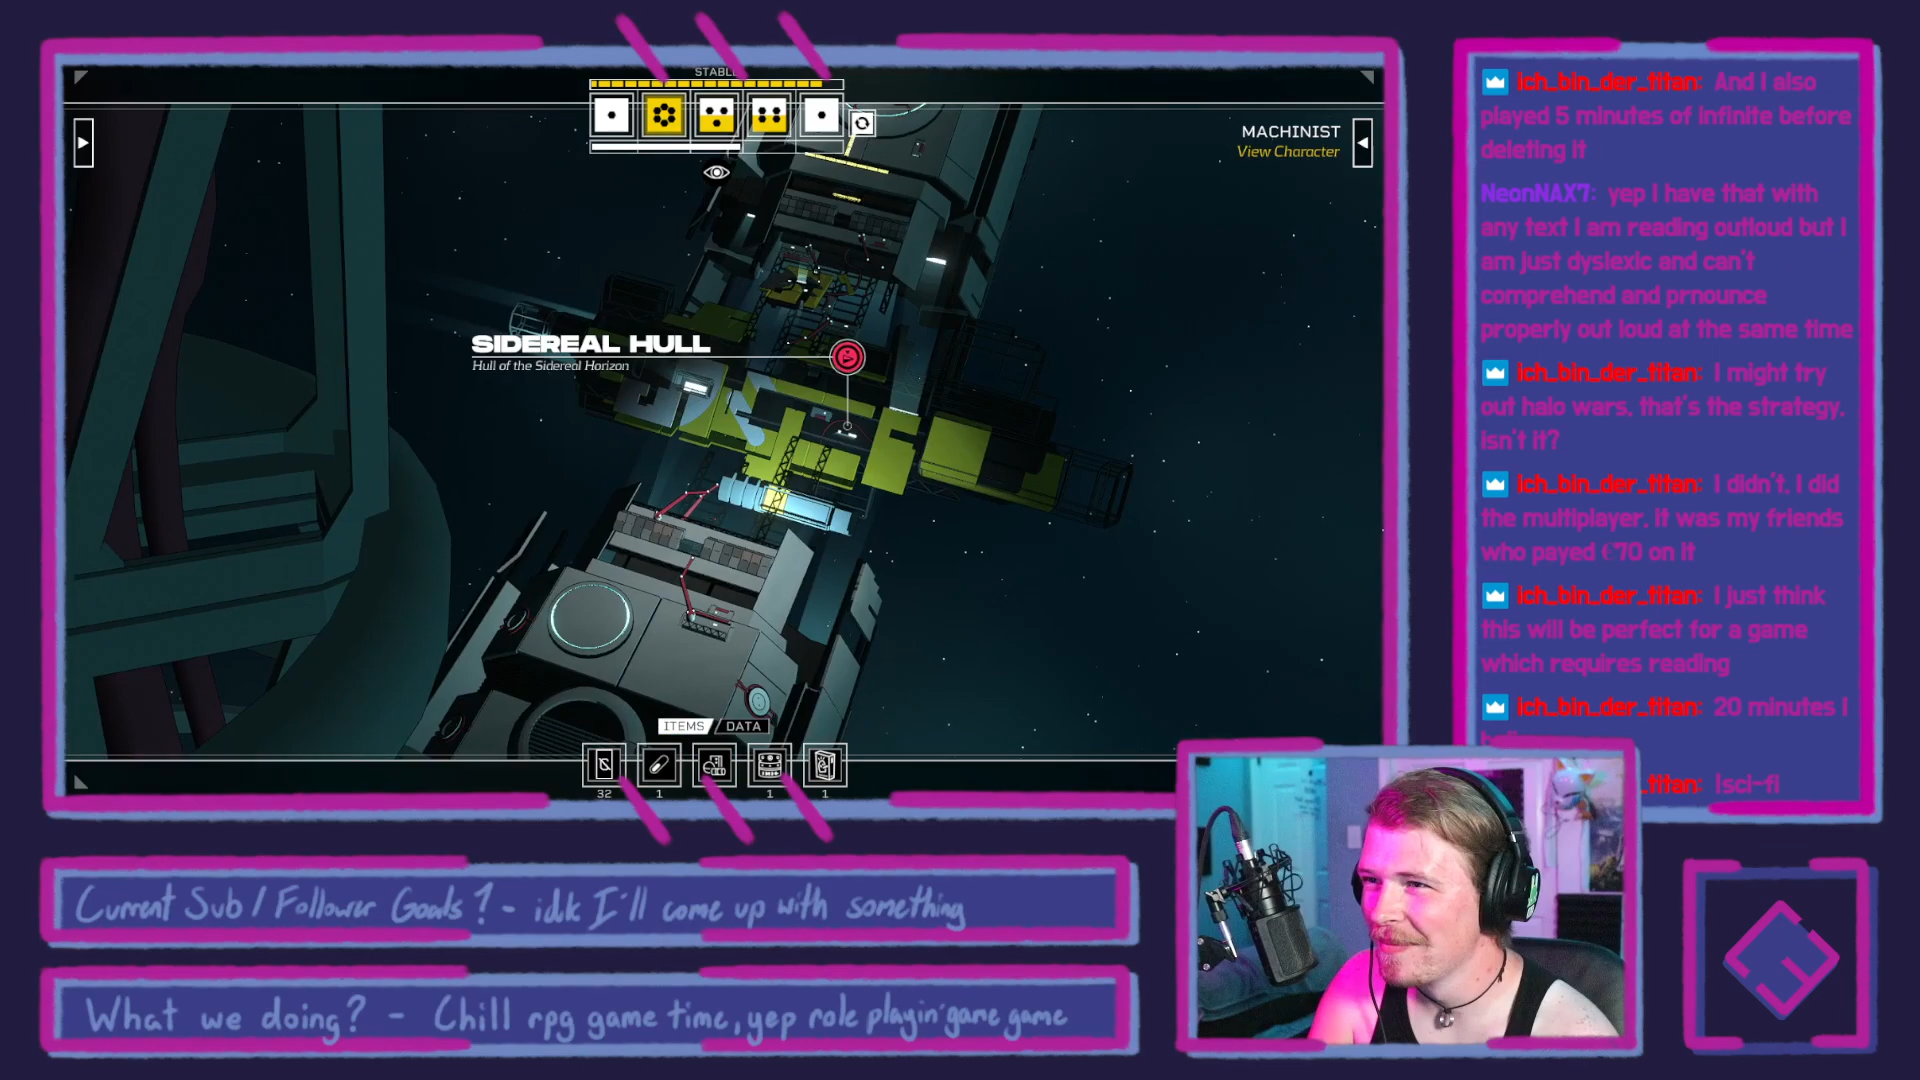 STABLE
MACHINIST
View Character
SIDEREAL HULL
Hull of the Sidereal Horizon
ITEMS
DATA
32
1
1
1
ich_bin_der_titan: And I also
played 5 minutes of infinite before
deleting it
NeonNAX7: yep I have that with
any text I am reading outloud but I
am just dyslexic and can't
comprehend and prnounce
properly out loud at the same time
ich_bin_der_titan: I might try
out halo wars, that's the strategy,
isn't it?
ich_bin_der_titan: I didn't, I did
the multiplayer, it was my friends
who payed €70 on it
ich_bin_der_titan: I just think
this will be perfect for a game
which requires reading
ich_bin_der_titan: 20 minutes I
titan: !sci-fi
Current Sub / Follower Goals? - idk I'll come up with something
What we doing? - Chill rpg game time, yep role playin' game game